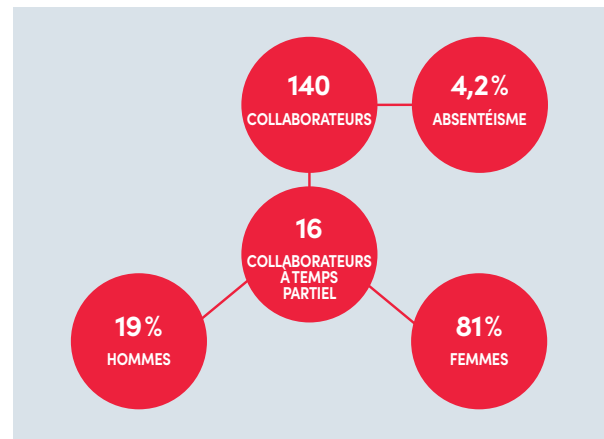 140
COLLABORATEURS
4,2 %
ABSENTÉISME
16
COLLABORATEURS
À TEMPS
PARTIEL
19 %
HOMMES
81 %
FEMMES